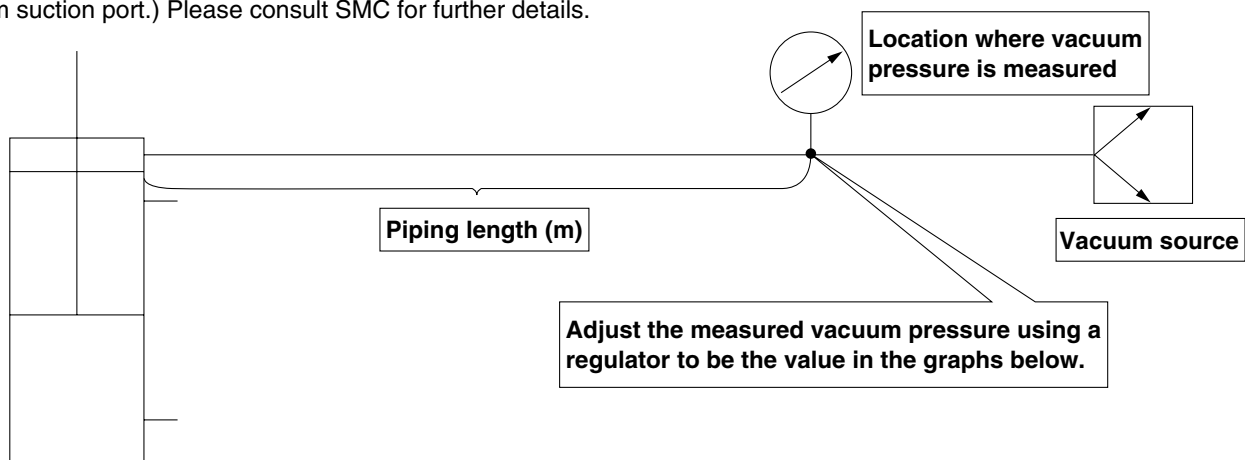 suction port.) Please consult SMC for further details.
Location where vacuum
pressure is measured
Piping length (m)
Vacuum source
Adjust the measured vacuum pressure using a
regulator to be the value in the graphs below.